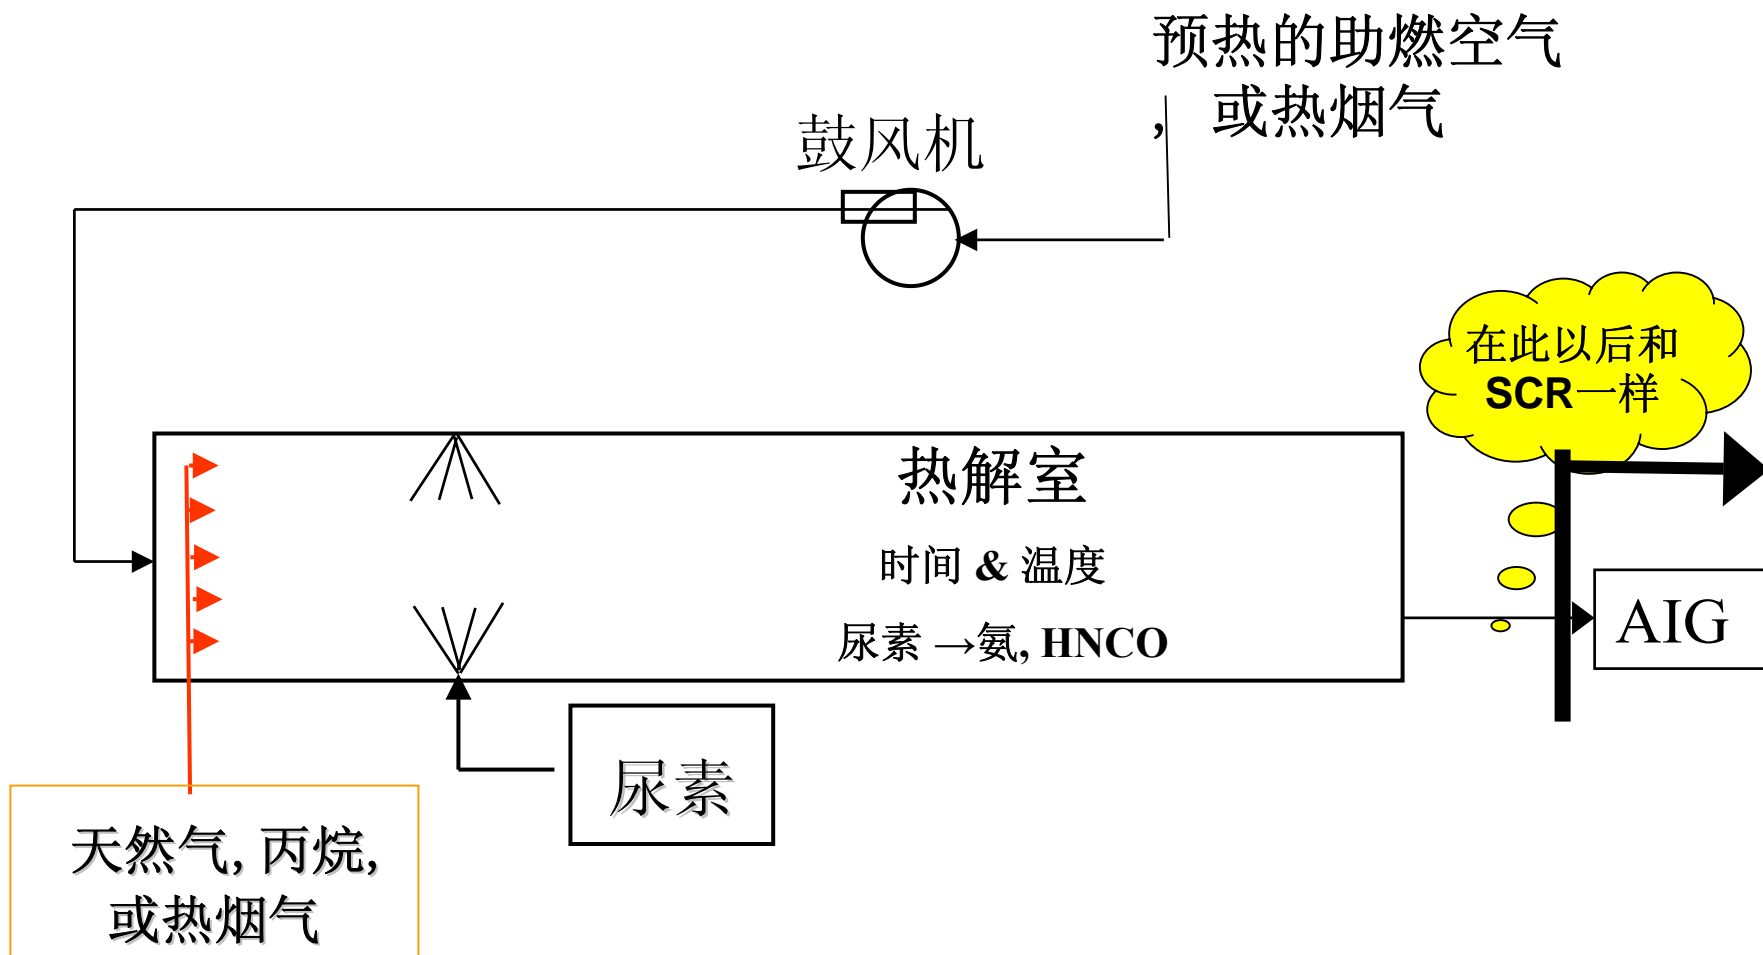 预热的助燃空气
， 或热烟气
鼓风机
在此以后和
SCR一样
热解室
时间 & 温度
尿素 →氨, HNCO
AIG
尿素
天然气, 丙烷,
或热烟气